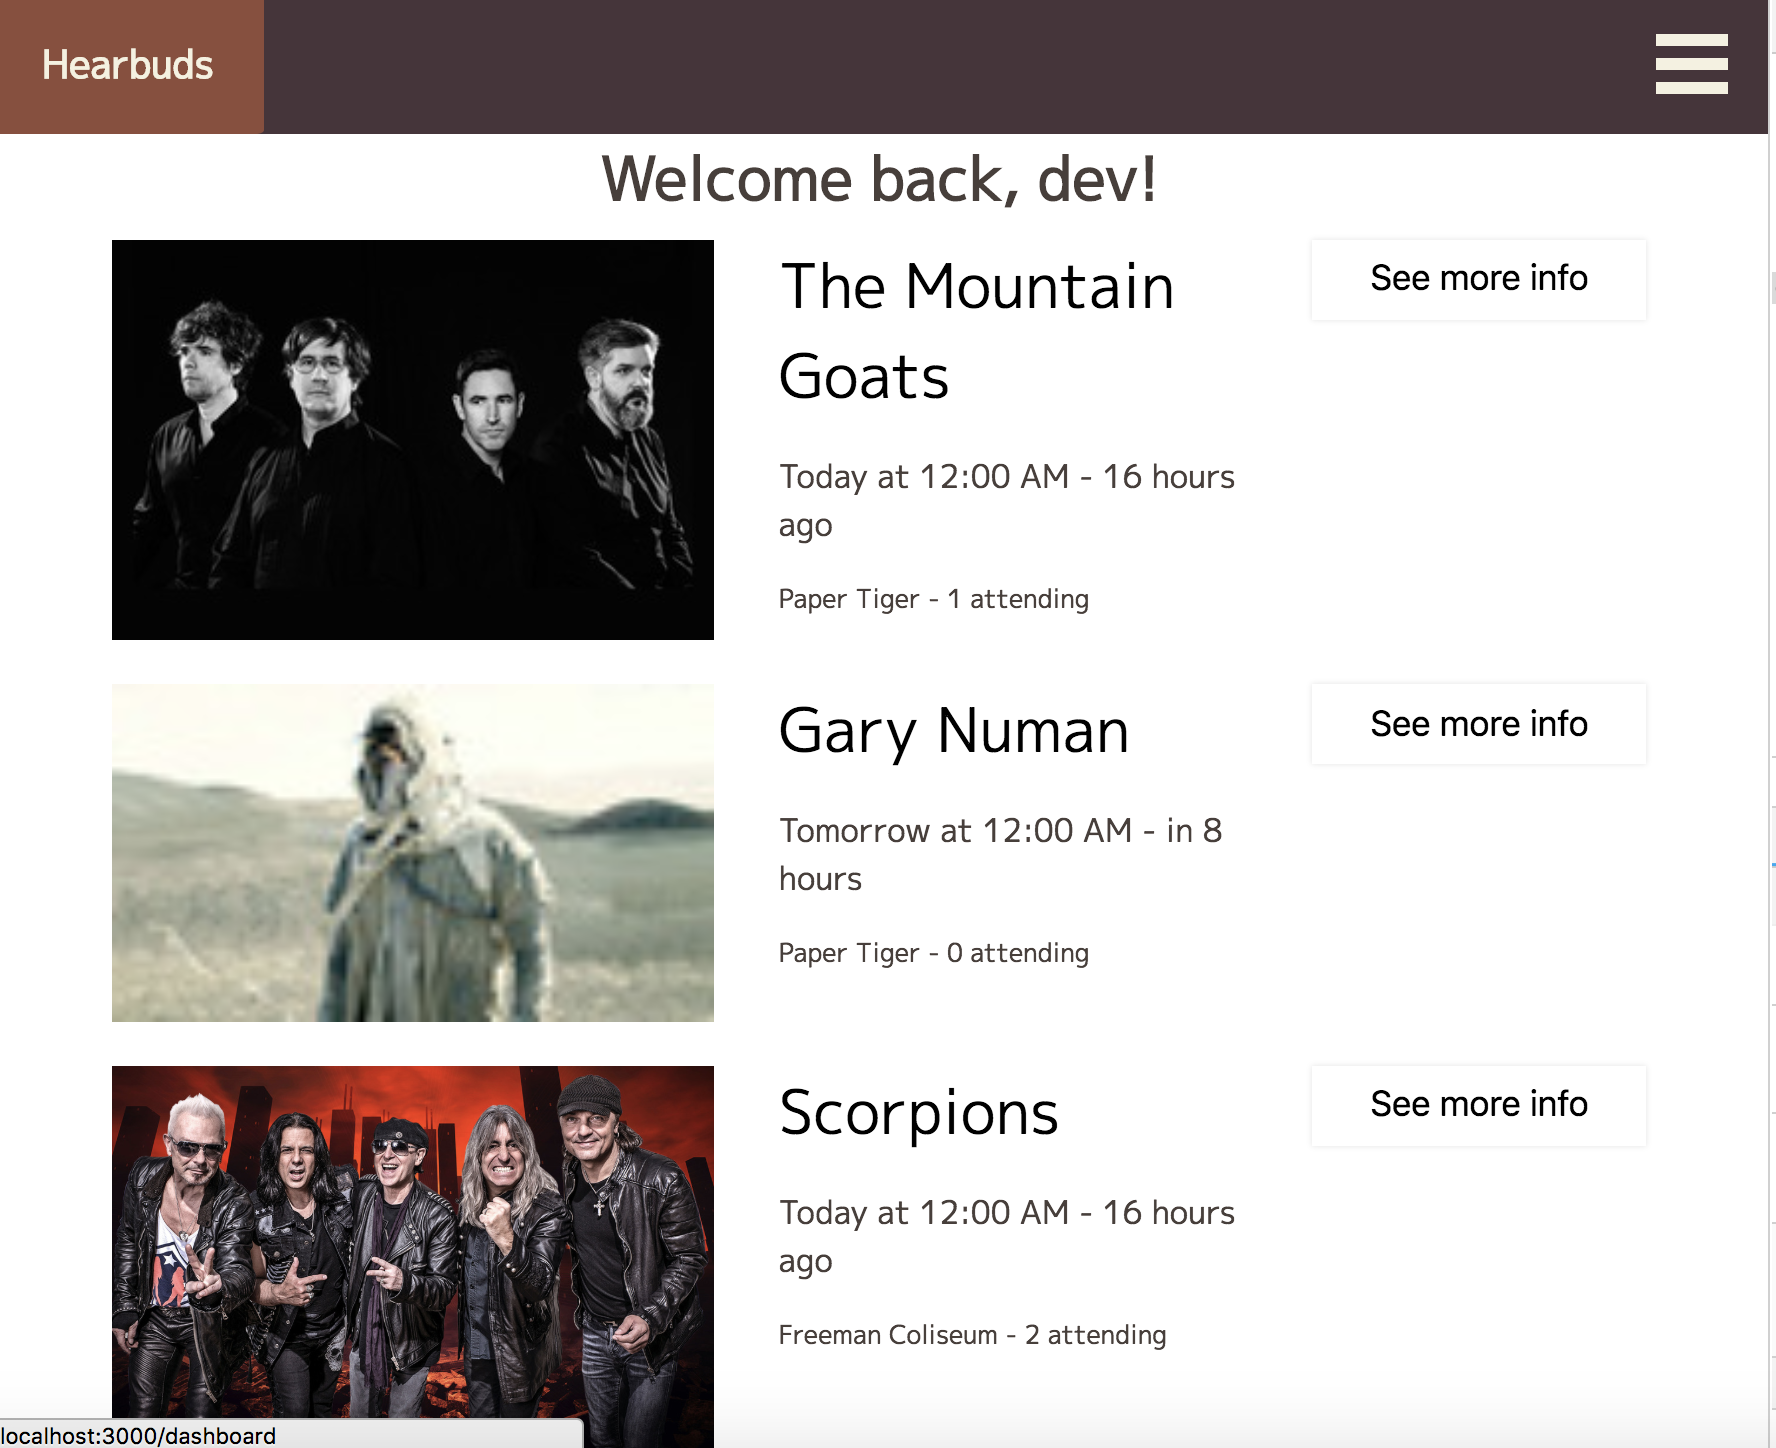 Hearbuds
Welcome back, dev!
The Mountain
Goats
Today at 12:00 AM - 16 hours
ago
Paper Tiger - 1 attending
See more info
Gary Numan
Tomorrow at 12:00 AM - in 8
hours
Paper Tiger - 0 attending
See more info
Scorpions
Today at 12:00 AM - 16 hours
ago
Freeman Coliseum - 2 attending
See more info
localhost:3000/dashboard